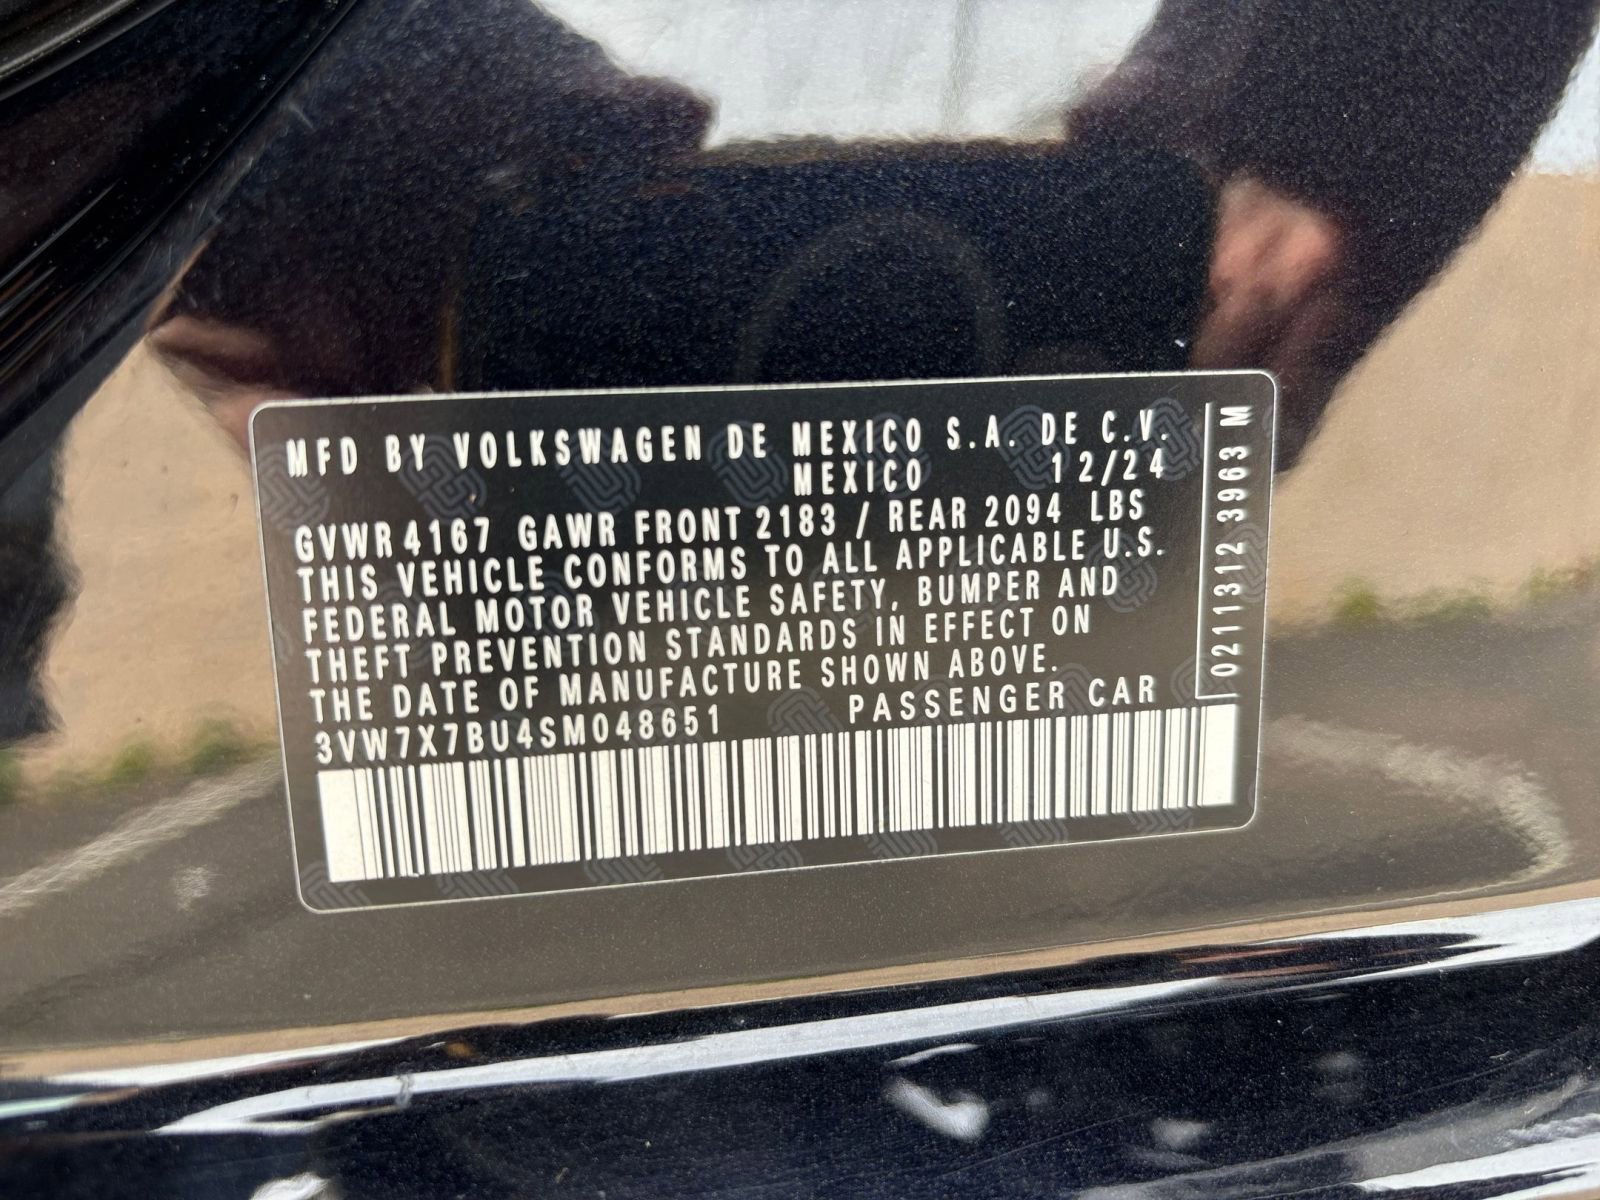 MFD BY VOLKSWAGEN DE MEXICO S.A. DE C.V.
MEXICO 12/24
GVWR 4167 GAWR FRONT 2183 / REAR 2094 LBS
THIS VEHICLE CONFORMS TO ALL APPLICABLE U.S.
FEDERAL MOTOR VEHICLE SAFETY, BUMPER AND
THEFT PREVENTION STANDARDS IN EFFECT ON
THE DATE OF MANUFACTURE SHOWN ABOVE.
3VW7X7BU4SM048651 PASSENGER CAR
0211312 3963 M